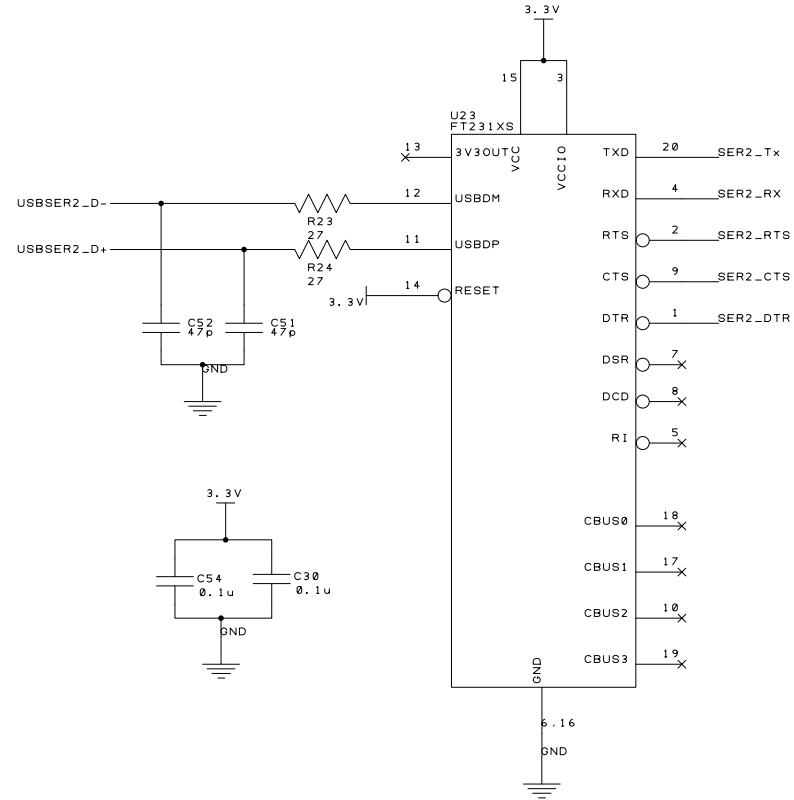 3.3V
15 3
U23
FT231XS
13 3V3OUT VCC VCCIO TXD 20 SER2_Tx
USBSER2_D- 12 USBDM RXD 4 SER2_RX
R23
27
RTS 2 SER2_RTS
USBSER2_D+ 11 USBDP
R24
27
CTS 9 SER2_CTS
3.3V 14 RESET
DTR 1 SER2_DTR
C52
47p
C51
47p
GND
DSR 7
DCD 8
RI 5
3.3V
CBUS0 18
C54
0.1u
C30
0.1u
CBUS1 17
CBUS2 10
GND
CBUS3 19
GND
6.16
GND